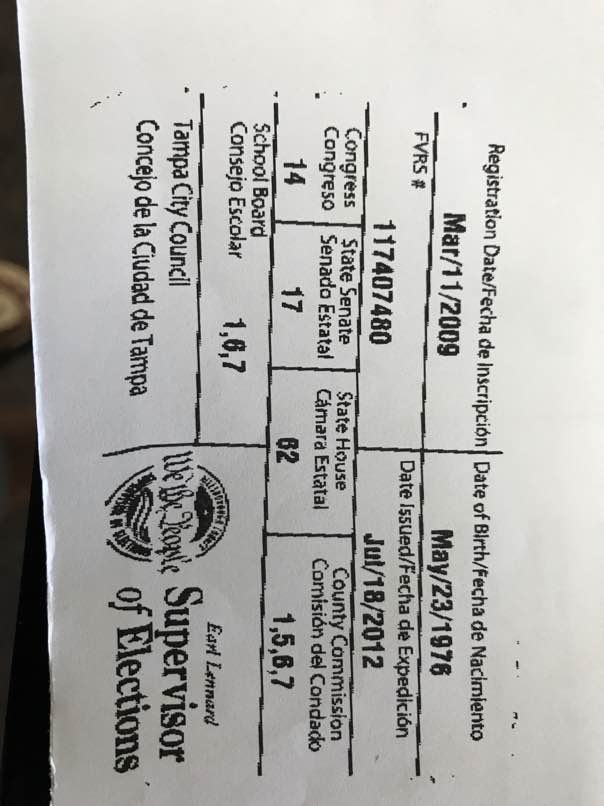 Registration Date/Fecha de Inscripción Date of Birth/Fecha de Nacimiento
Mar/11/2009 May/23/1976
FVRS # Date Issued/Fecha de Expedición
117407480 Jul/18/2012
Congress State Senate State House County Commission
Congreso Senado Estatal Cámara Estatal Comisión del Condado
14 17 62 1,5,6,7
School Board
Consejo Escolar 1,6,7
Tampa City Council
Concejo de la Ciudad de Tampa
We the People
Earl Lennard
Supervisor
of Elections